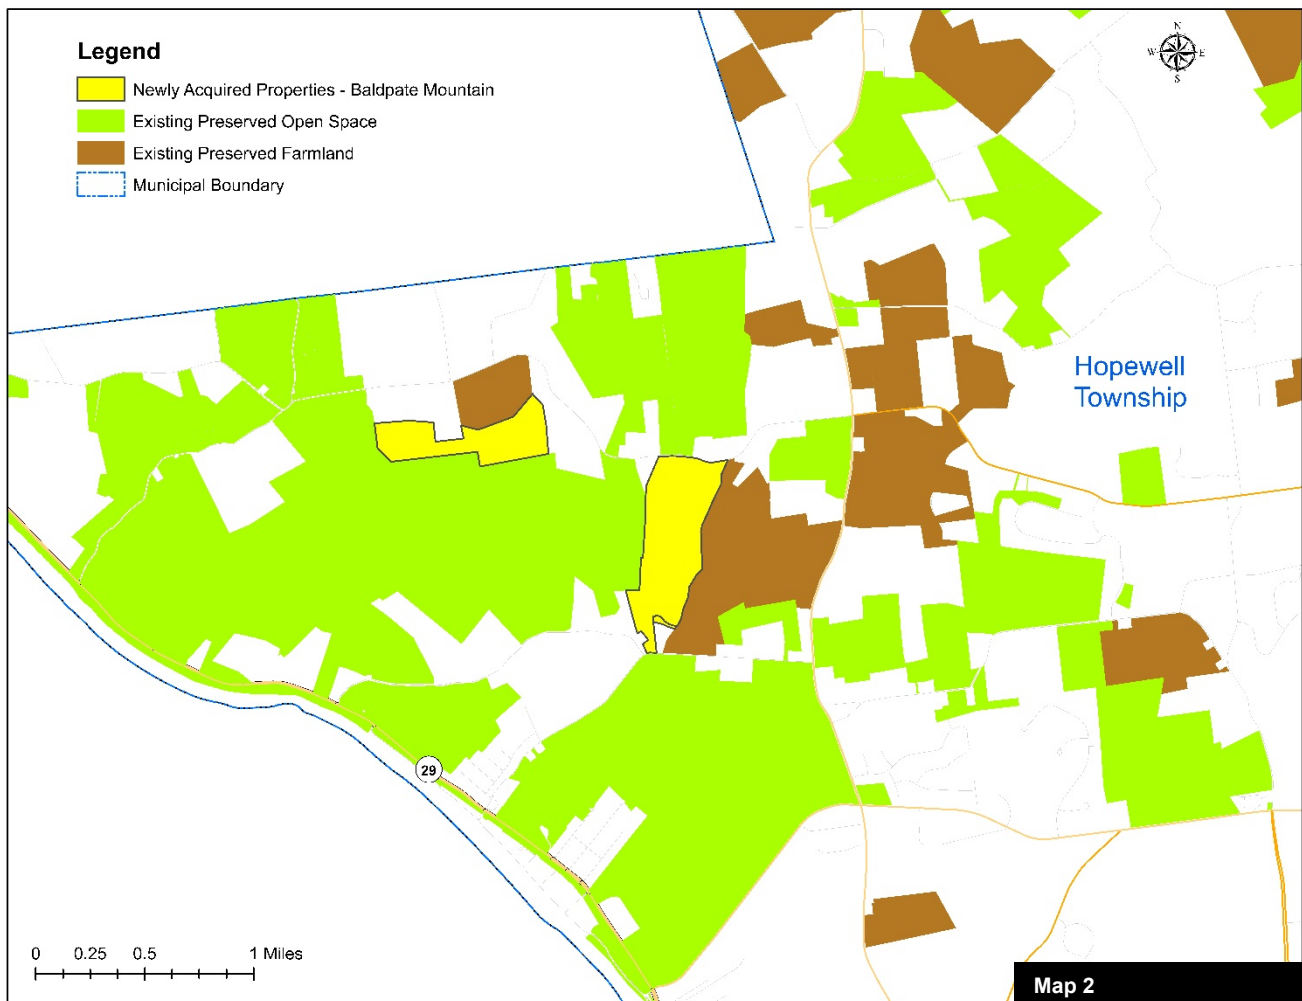 Legend
Newly Acquired Properties - Baldpate Mountain
Existing Preserved Open Space
Existing Preserved Farmland
Municipal Boundary
N
W E
S
Hopewell
Township
29
0 0.25 0.5 1 Miles
Map 2